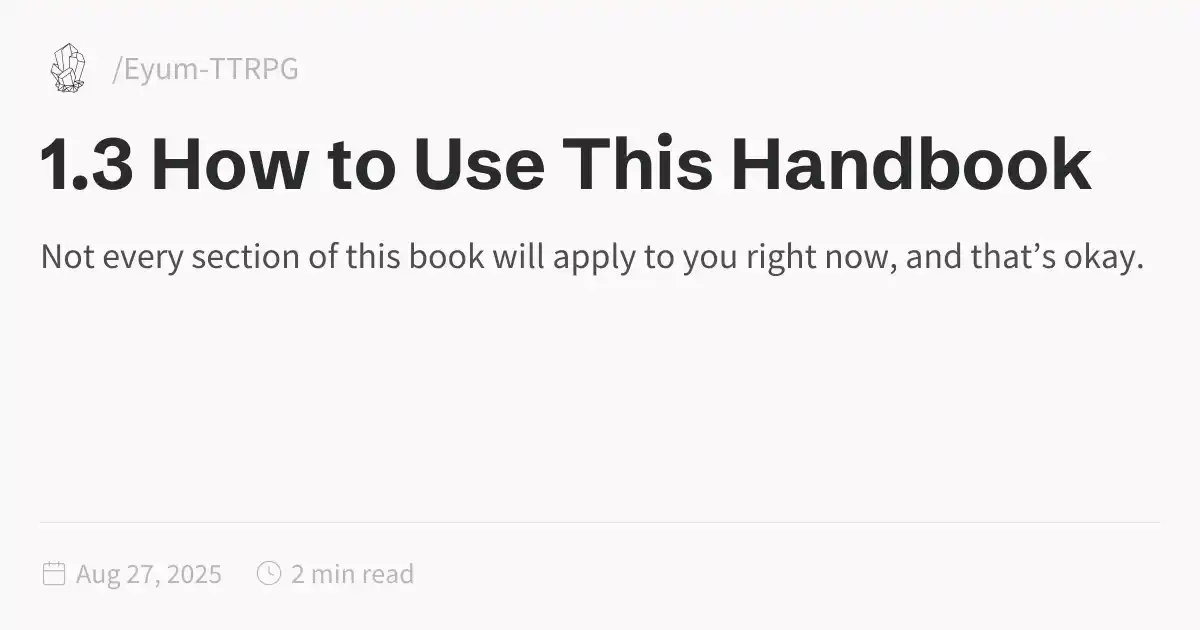 /Eyum-TTRPG
1.3 How to Use This Handbook
Not every section of this book will apply to you right now, and that’s okay.
Aug 27, 2025 2 min read